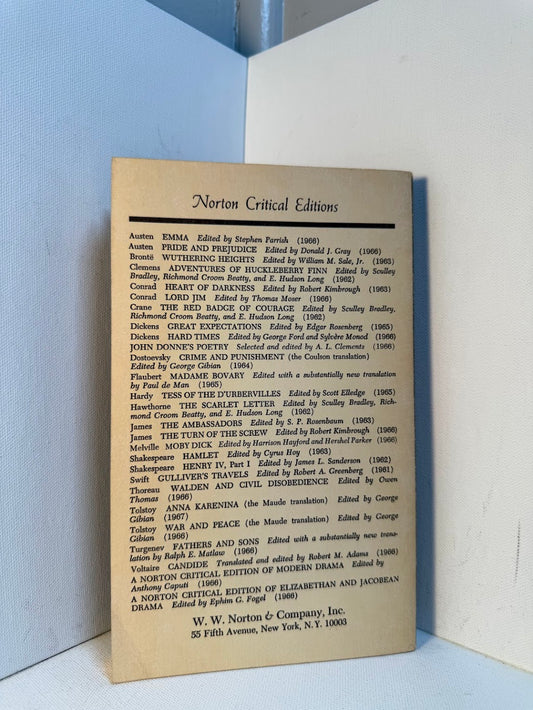 Norton Critical Editions
Austen EMMA Edited by Stephen Parrish (1966)
Austen PRIDE AND PREJUDICE Edited by Donald J. Gray (1966)
Brontë WUTHERING HEIGHTS Edited by William M. Sale, Jr. (1963)
Clemens ADVENTURES OF HUCKLEBERRY FINN Edited by Sculley
Bradley, Richmond Croom Beatty, and E. Hudson Long (1962)
Conrad HEART OF DARKNESS Edited by Robert Kimbrough (1963)
Conrad LORD JIM Edited by Thomas Moser (1966)
Crane THE RED BADGE OF COURAGE Edited by Sculley Bradley,
Richmond Croom Beatty, and E. Hudson Long (1962)
Dickens GREAT EXPECTATIONS Edited by Edgar Rosenberg (1965)
Dickens HARD TIMES Edited by George Ford and Sylvère Monod (1966)
JOHN DONNE'S POETRY Selected and edited by A. L. Clements (1966)
Dostoevsky CRIME AND PUNISHMENT (the Coulson translation)
Edited by George Gibian (1964)
Flaubert MADAME BOVARY Edited with a substantially new translation
by Paul de Man (1965)
Hardy TESS OF THE D'URBERVILLES Edited by Scott Elledge (1965)
Hawthorne THE SCARLET LETTER Edited by Sculley Bradley, Rich-
mond Croom Beatty, and E. Hudson Long (1962)
James THE AMBASSADORS Edited by S. P. Rosenbaum (1963)
James THE TURN OF THE SCREW Edited by Robert Kimbrough (1966)
Melville MOBY DICK Edited by Harrison Hayford and Hershel Parker (1966)
Shakespeare HAMLET Edited by Cyrus Hoy (1963)
Shakespeare HENRY IV, Part I Edited by James L. Sanderson (1962)
Swift GULLIVER'S TRAVELS Edited by Robert A. Greenberg (1961)
Thoreau WALDEN AND CIVIL DISOBEDIENCE Edited by Owen
Thomas (1966)
Tolstoy ANNA KARENINA (the Maude translation) Edited by George
Gibian (1967)
Tolstoy WAR AND PEACE (the Maude translation) Edited by George
Gibian (1966)
Turgenev FATHERS AND SONS Edited with a substantially new trans-
lation by Ralph E. Matlaw (1966)
Voltaire CANDIDE Translated and edited by Robert M. Adams (1966)
A NORTON CRITICAL EDITION OF MODERN DRAMA Edited by
Anthony Caputi (1966)
A NORTON CRITICAL EDITION OF ELIZABETHAN AND JACOBEAN
DRAMA Edited by Ephim G. Fogel (1966)
W. W. Norton & Company, Inc.
55 Fifth Avenue, New York, N.Y. 10003